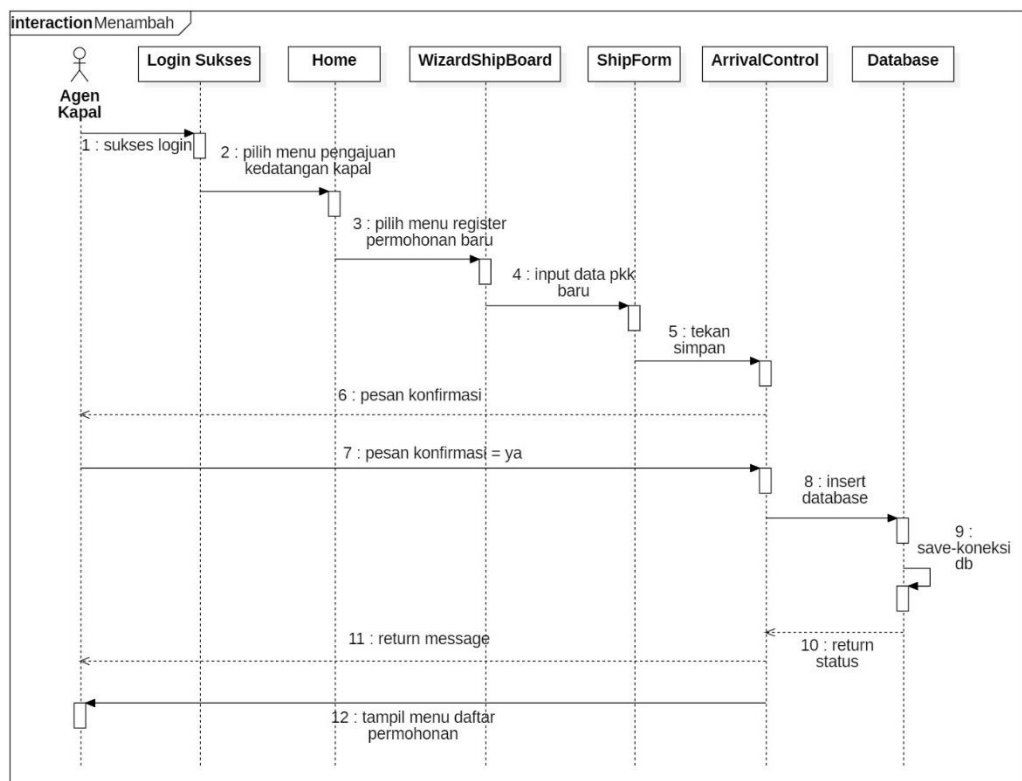 interaction Menambah
Agen
Kapal
Login Sukses
Home
WizardShipBoard
ShipForm
ArrivalControl
Database
1 : sukses login
2 : pilih menu pengajuan
kedatangan kapal
3 : pilih menu register
permohonan baru
4 : input data pkk
baru
5 : tekan
simpan
6 : pesan konfirmasi
7 : pesan konfirmasi = ya
8 : insert
database
9 :
save-koneksi
db
10 : return
status
11 : return message
12 : tampil menu daftar
permohonan